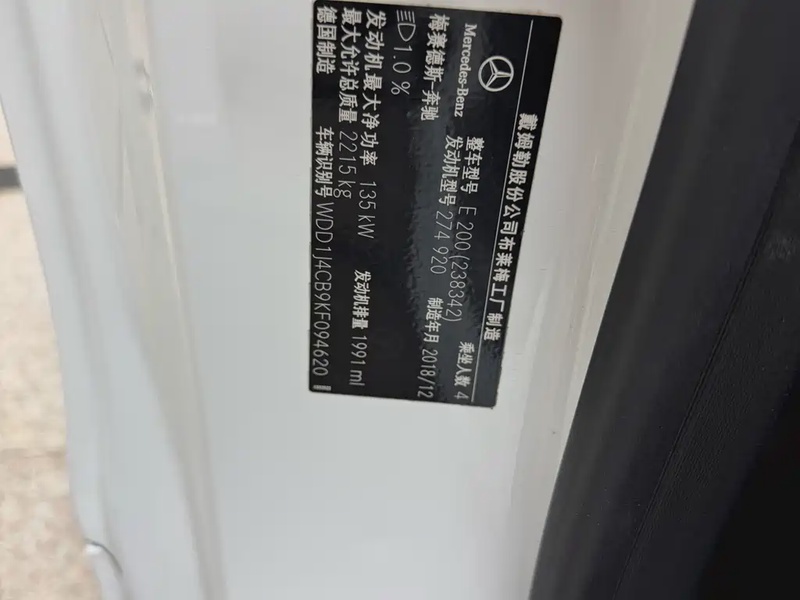 戴姆勒股份公司布莱梅工厂制造
Mercedes-Benz
梅赛德斯-奔驰
整车型号 E 200 (238342) 乘坐人数 4
发动机型号 274 920 制造年月 2018/12
1.0 %
发动机最大净功率 135 kW 发动机排量 1991 ml
最大允许总质量 2215 kg
德国制造 车辆识别号 WDD1J4CB9KF094620